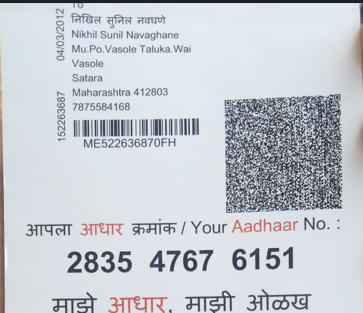 To
निखिल सुनिल नवघणे
Nikhil Sunil Navaghane
Mu.Po.Vasole Taluka.Wai
Vasole
Satara
Maharashtra 412803
7875584168
04/03/2012
152263687
ME522636870FH
आपला आधार क्रमांक / Your Aadhaar No. :
2835 4767 6151
माझे आधार, माझी ओळख